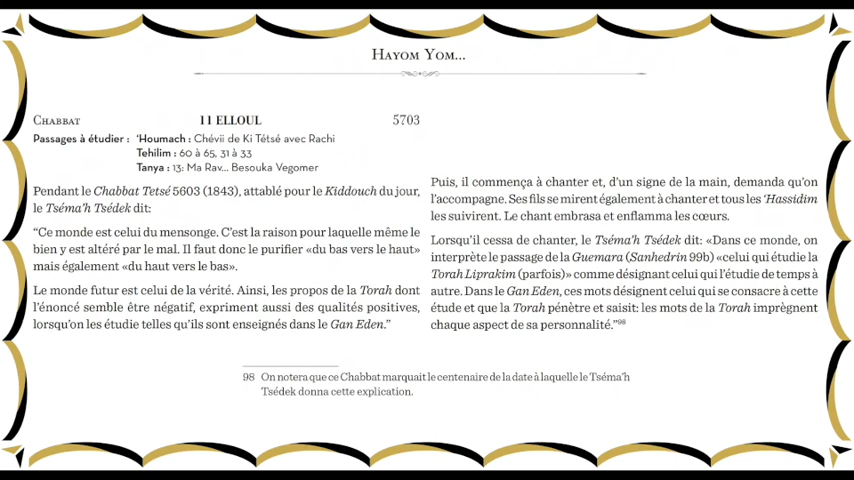 Hayom Yom...
Chabbat 11 ELLOUL 5703
Passages à étudier : 'Houmach : Chévii de Ki Tétsé avec Rachi
Tehilim : 60 à 65, 31 à 33
Tanya : 13: Ma Rav... Besouka Vegomer
Pendant le Chabbat Tetsé 5603 (1843), attablé pour le Kiddouch du jour,
le Tséma'h Tsédek dit:
“Ce monde est celui du mensonge. C'est la raison pour laquelle même le
bien y est altéré par le mal. Il faut donc le purifier «du bas vers le haut»
mais également «du haut vers le bas».
Le monde futur est celui de la vérité. Ainsi, les propos de la Torah dont
l'énoncé semble être négatif, expriment aussi des qualités positives,
lorsqu'on les étudie telles qu'ils sont enseignés dans le Gan Eden.”
Puis, il commença à chanter et, d'un signe de la main, demanda qu'on
l'accompagne. Ses fils se mirent également à chanter et tous les 'Hassidim
les suivirent. Le chant embrasa et enflamma les cœurs.
Lorsqu'il cessa de chanter, le Tséma'h Tsédek dit: «Dans ce monde, on
interprète le passage de la Guemara (Sanhedrin 99b) «celui qui étudie la
Torah Liprakim (parfois)» comme désignant celui qui l'étudie de temps à
autre. Dans le Gan Eden, ces mots désignent celui qui se consacre à cette
étude et que la Torah pénètre et saisit: les mots de la Torah imprègnent
chaque aspect de sa personnalité.”98
98 On notera que ce Chabbat marquait le centenaire de la date à laquelle le Tséma'h
Tsédek donna cette explication.